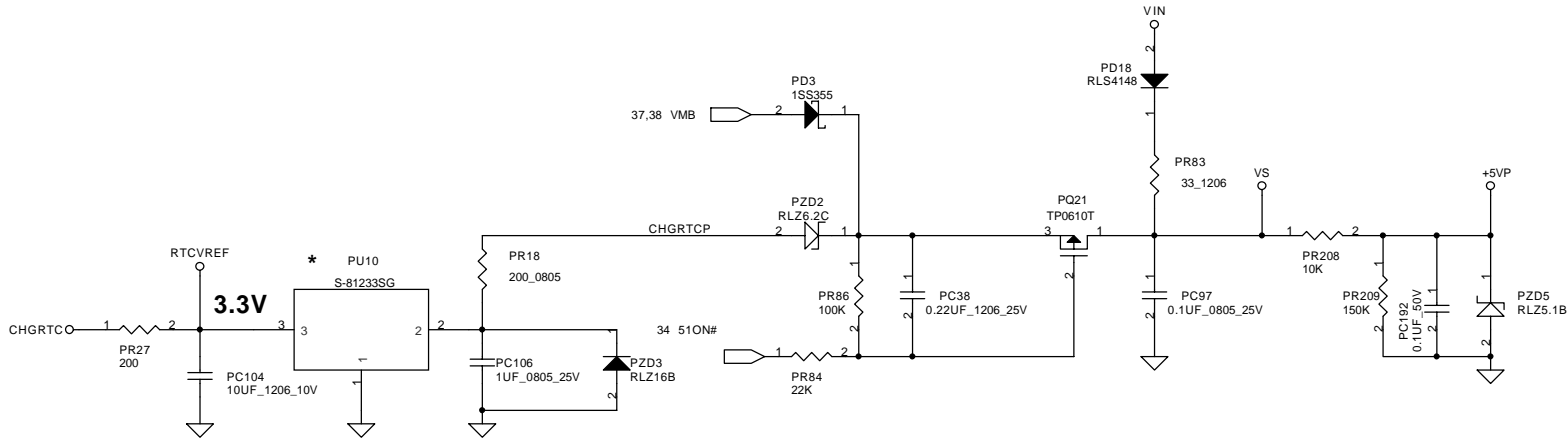 VIN
2
PD18
RLS4148
1
PD3
1SS355
37,38 VMB
2
1
PR83
33_1206
VS
+5VP
PZD2
RLZ6.2C
CHGRTCP
2
1
PQ21
TP0610T
3
1
2
1
2
PR208
10K
RTCVREF
*
PU10
S-81233SG
PR18
200_0805
3.3V
CHGRTC
1
2
PR27
200
3
3
2
2
1
1
PC104
10UF_1206_10V
PC106
1UF_0805_25V
1
PZD3
RLZ16B
2
1
PR86
100K
2
1
PC38
0.22UF_1206_25V
2
34 51ON#
1
2
PR84
22K
1
PC97
0.1UF_0805_25V
2
1
PR209
150K
2
1
PC192
0.1UF_50V
2
1
PZD5
RLZ5.1B
2